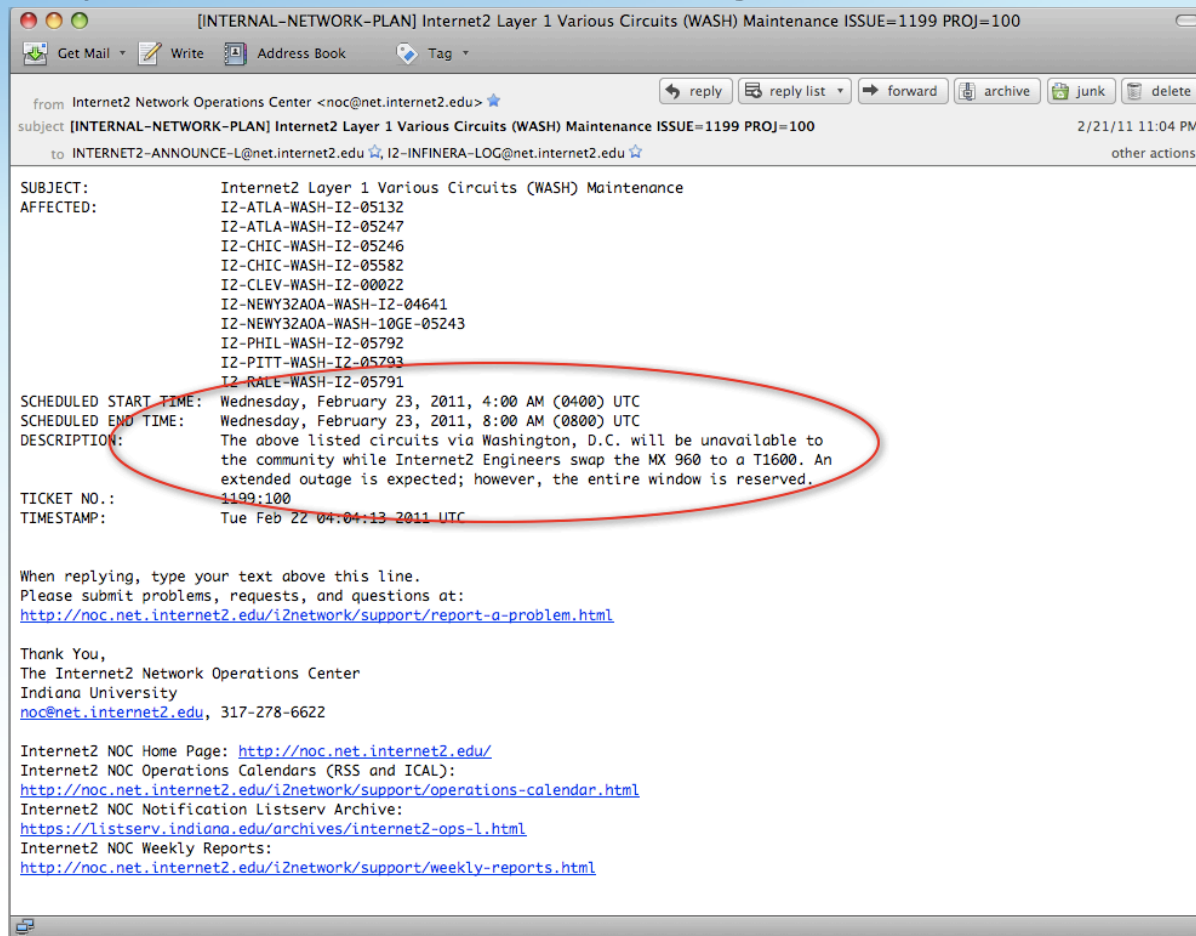 [INTERNAL-NETWORK-PLAN] Internet2 Layer 1 Various Circuits (WASH) Maintenance ISSUE=1199 PROJ=100
Get Mail Write Address Book Tag
from Internet2 Network Operations Center <noc@net.internet2.edu> reply reply list forward archive junk delete
subject [INTERNAL-NETWORK-PLAN] Internet2 Layer 1 Various Circuits (WASH) Maintenance ISSUE=1199 PROJ=100 2/21/11 11:04 PM
to INTERNET2-ANNOUNCE-L@net.internet2.edu, I2-INFINERA-LOG@net.internet2.edu other actions
SUBJECT: Internet2 Layer 1 Various Circuits (WASH) Maintenance
AFFECTED: I2-ATLA-WASH-I2-05132
I2-ATLA-WASH-I2-05247
I2-CHIC-WASH-I2-05246
I2-CHIC-WASH-I2-05582
I2-CLEV-WASH-I2-00022
I2-NEWY32AOA-WASH-I2-04641
I2-NEWY32AOA-WASH-10GE-05243
I2-PHIL-WASH-I2-05792
I2-PITT-WASH-I2-05793
I2-RALE-WASH-I2-05791
SCHEDULED START TIME: Wednesday, February 23, 2011, 4:00 AM (0400) UTC
SCHEDULED END TIME: Wednesday, February 23, 2011, 8:00 AM (0800) UTC
DESCRIPTION: The above listed circuits via Washington, D.C. will be unavailable to
the community while Internet2 Engineers swap the MX 960 to a T1600. An
extended outage is expected; however, the entire window is reserved.
TICKET NO.: 1199:100
TIMESTAMP: Tue Feb 22 04:04:13 2011 UTC
When replying, type your text above this line.
Please submit problems, requests, and questions at:
http://noc.net.internet2.edu/i2network/support/report-a-problem.html
Thank You,
The Internet2 Network Operations Center
Indiana University
noc@net.internet2.edu, 317-278-6622
Internet2 NOC Home Page: http://noc.net.internet2.edu/
Internet2 NOC Operations Calendars (RSS and ICAL):
http://noc.net.internet2.edu/i2network/support/operations-calendar.html
Internet2 NOC Notification Listserv Archive:
https://listserv.indiana.edu/archives/internet2-ops-l.html
Internet2 NOC Weekly Reports:
http://noc.net.internet2.edu/i2network/support/weekly-reports.html